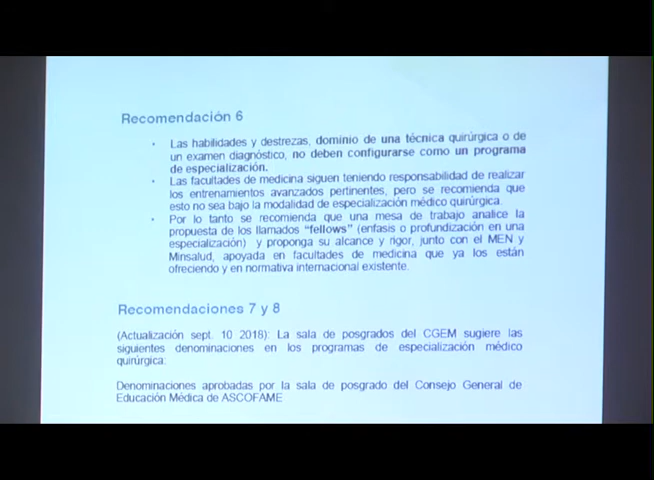 Recomendación 6
• Las habilidades y destrezas, dominio de una técnica quirúrgica o de
un examen diagnóstico, no deben configurarse como un programa
de especialización.
• Las facultades de medicina siguen teniendo responsabilidad de realizar
los entrenamientos avanzados pertinentes, pero se recomienda que
esto no sea bajo la modalidad de especialización médico quirúrgica.
• Por lo tanto se recomienda que una mesa de trabajo analice la
propuesta de los llamados "fellows" (enfasis o profundización en una
especialización) y proponga su alcance y rigor, junto con el MEN y
Minsalud, apoyada en facultades de medicina que ya los están
ofreciendo y en normativa internacional existente.
Recomendaciones 7 y 8
(Actualización sept. 10 2018): La sala de posgrados del CGEM sugiere las
siguientes denominaciones en los programas de especialización médico
quirúrgica:
Denominaciones aprobadas por la sala de posgrado del Consejo General de
Educación Médica de ASCOFAME